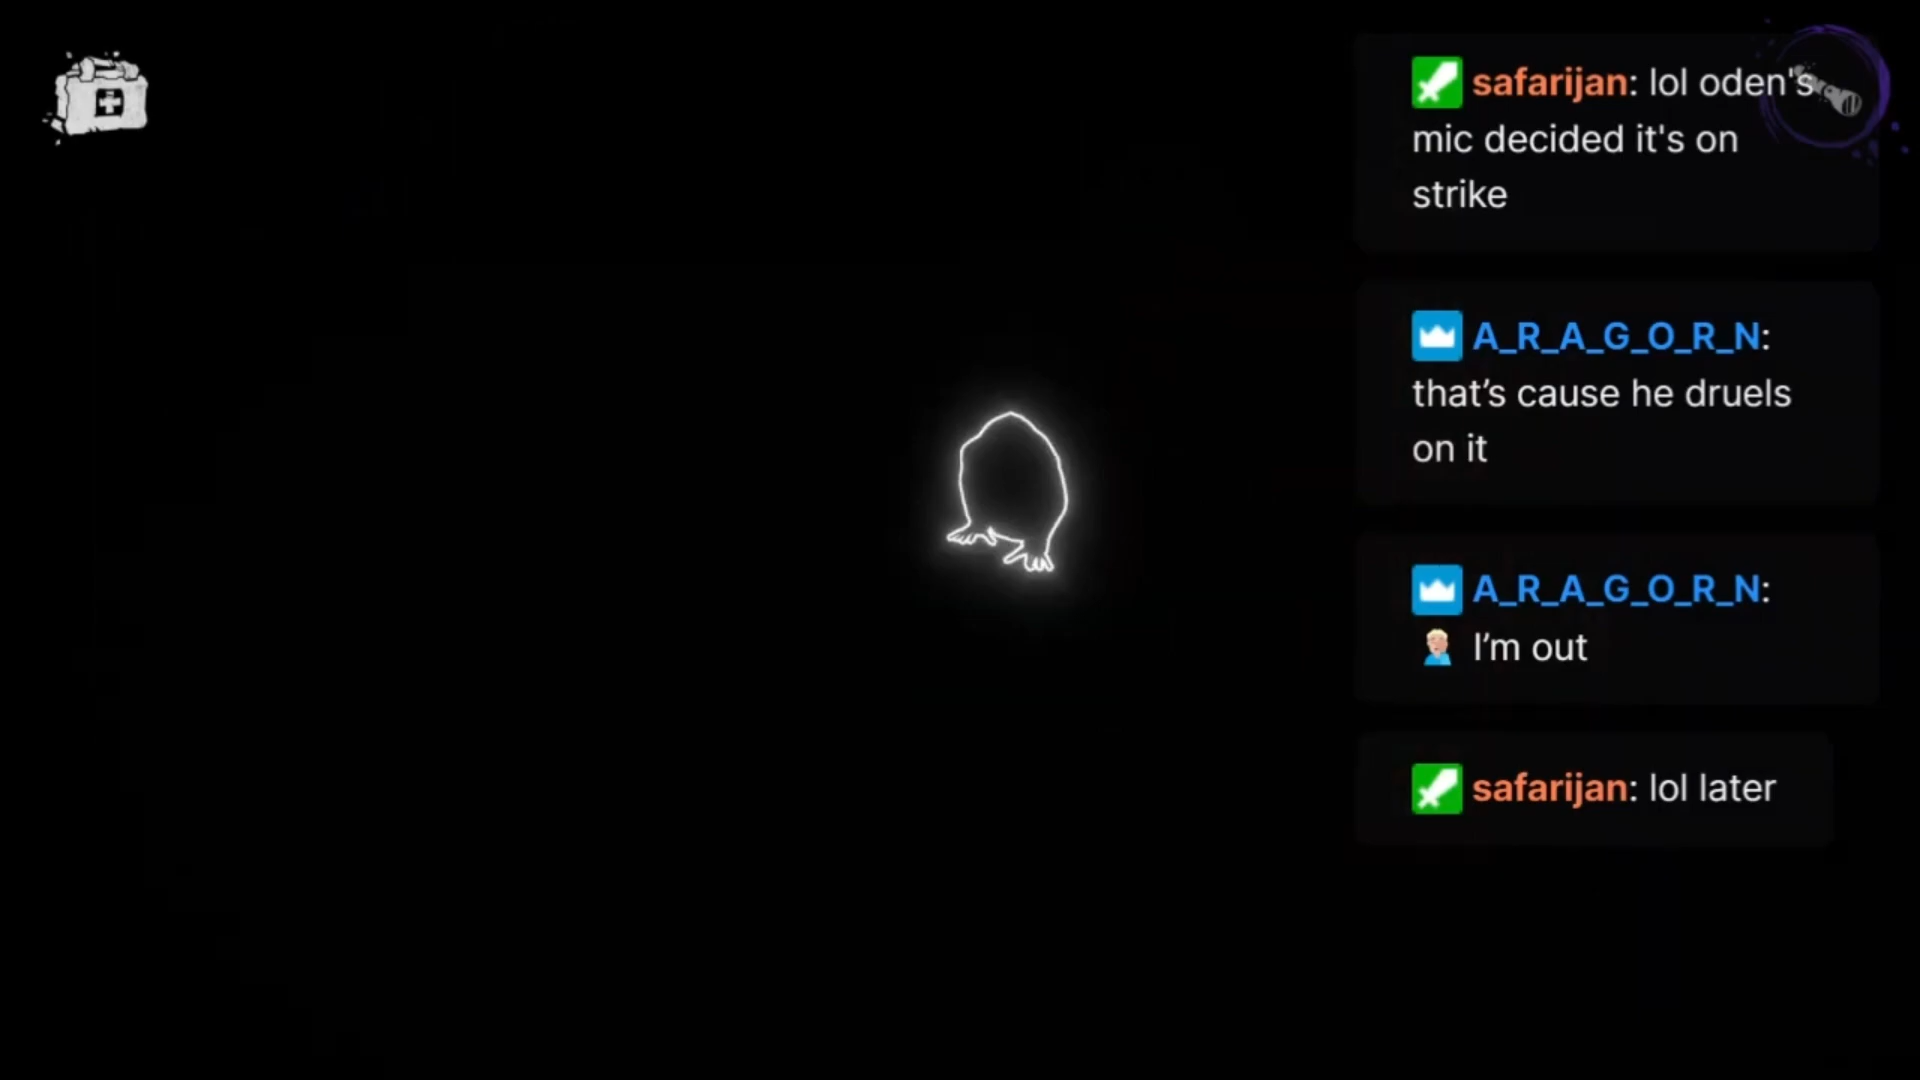 safarijan: lol oden's
mic decided it's on
strike
A_R_A_G_O_R_N:
that’s cause he druels
on it
A_R_A_G_O_R_N:
I’m out
safarijan: lol later